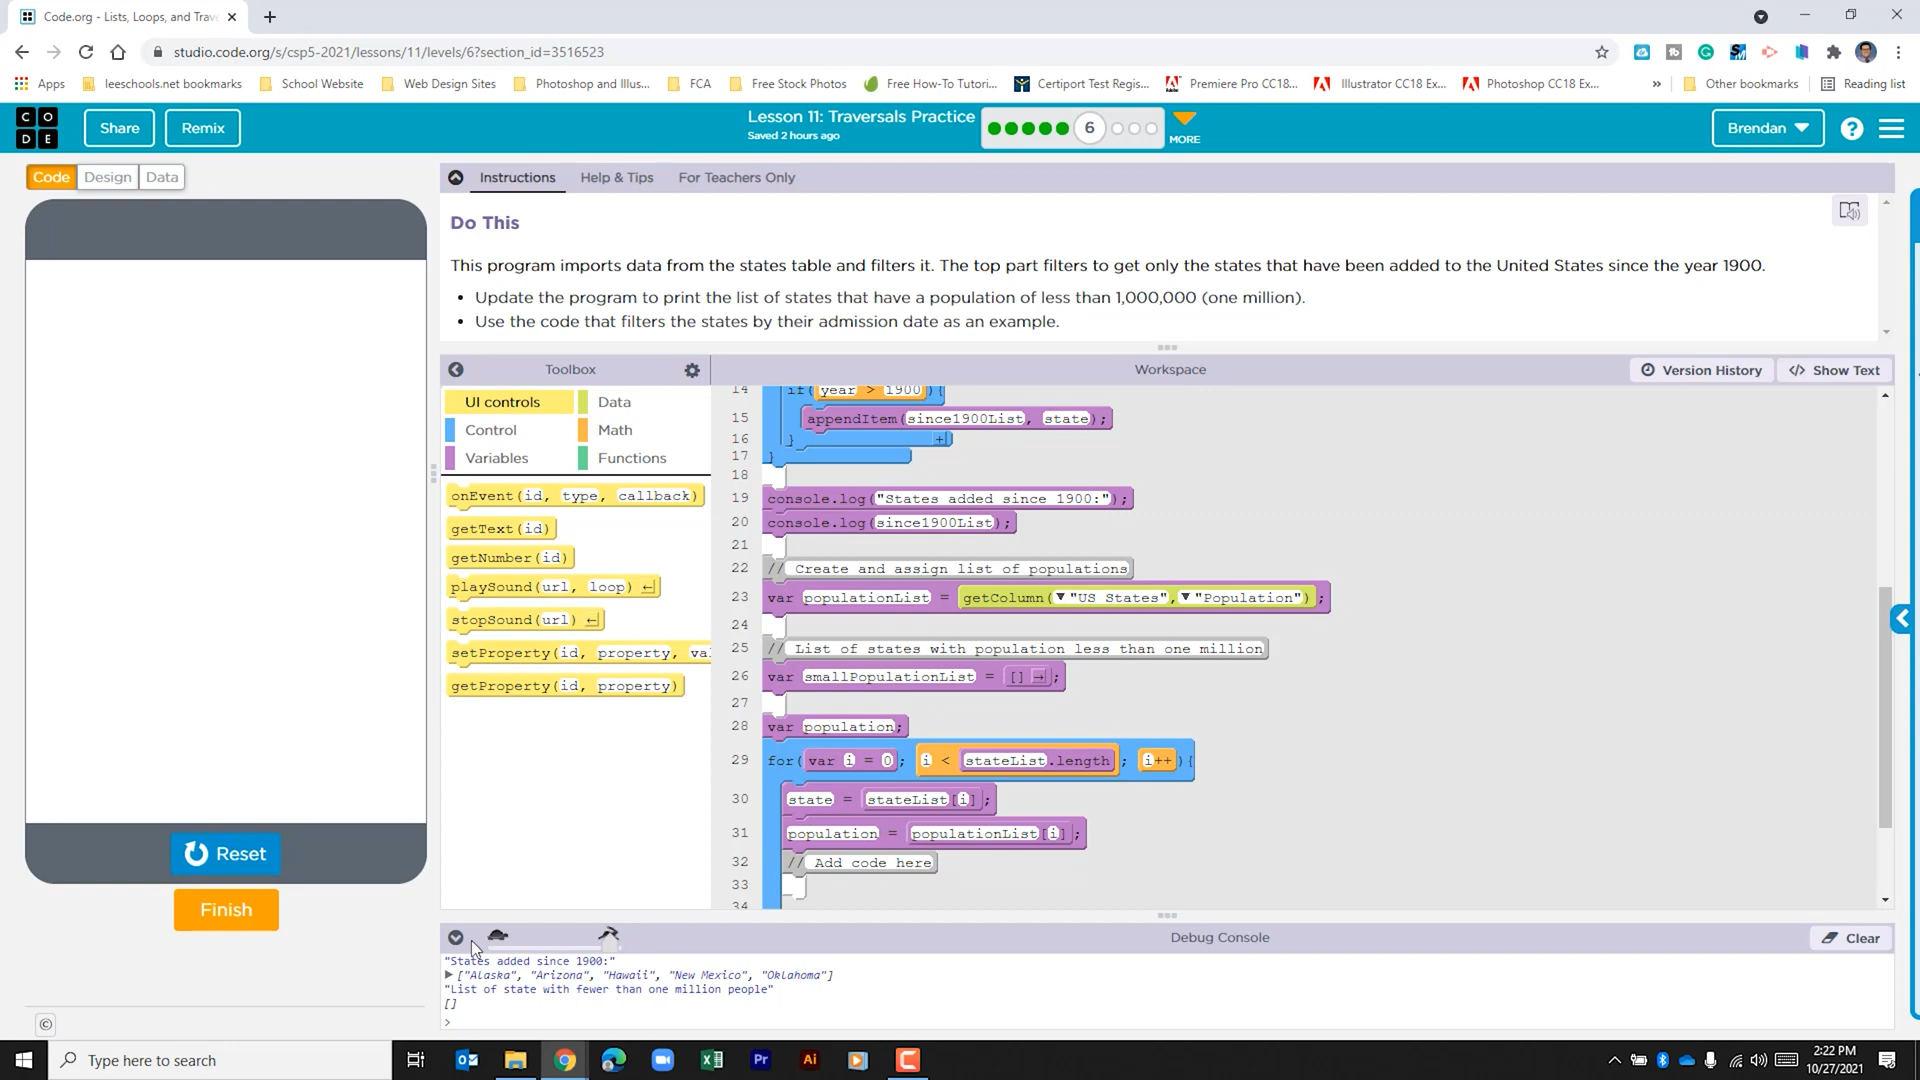 Code.org - Lists, Loops, and Trav
studio.code.org/s/csp5-2021/lessons/11/levels/6?section_id=3516523
Apps leeschools.net bookmarks School Website Web Design Sites Photoshop and Illus... FCA Free Stock Photos Free How-To Tutori... Certiport Test Regis... Premiere Pro CC18... Illustrator CC18 Ex... Photoshop CC18 Ex... » Other bookmarks Reading list
CODE Share Remix Lesson 11: Traversals Practice 6 MORE Brendan ?
Saved 2 hours ago
Code Design Data
Instructions Help & Tips For Teachers Only
Do This
This program imports data from the states table and filters it. The top part filters to get only the states that have been added to the United States since the year 1900.
• Update the program to print the list of states that have a population of less than 1,000,000 (one million).
• Use the code that filters the states by their admission date as an example.
Toolbox Workspace Version History </> Show Text
UI controls Data
Control Math
Variables Functions
onEvent(id, type, callback)
getText(id)
getNumber(id)
playSound(url, loop)
stopSound(url)
setProperty(id, property, val
getProperty(id, property)
14 if(year > 1900){
15 appendItem(since1900List, state);
16 } +
17 }
18
19 console.log("States added since 1900:");
20 console.log(since1900List);
21
22 // Create and assign list of populations
23 var populationList = getColumn(▼"US States",▼"Population");
24
25 // List of states with population less than one million
26 var smallPopulationList = [] →;
27
28 var population;
29 for(var i = 0; i < stateList.length; i++){
30 state = stateList[i];
31 population = populationList[i];
32 // Add code here
33
34
Reset
Finish
Debug Console Clear
"States added since 1900:"
["Alaska", "Arizona", "Hawaii", "New Mexico", "Oklahoma"]
"List of state with fewer than one million people"
[]
>
©
Type here to search
Pr Ai
2:22 PM
10/27/2021